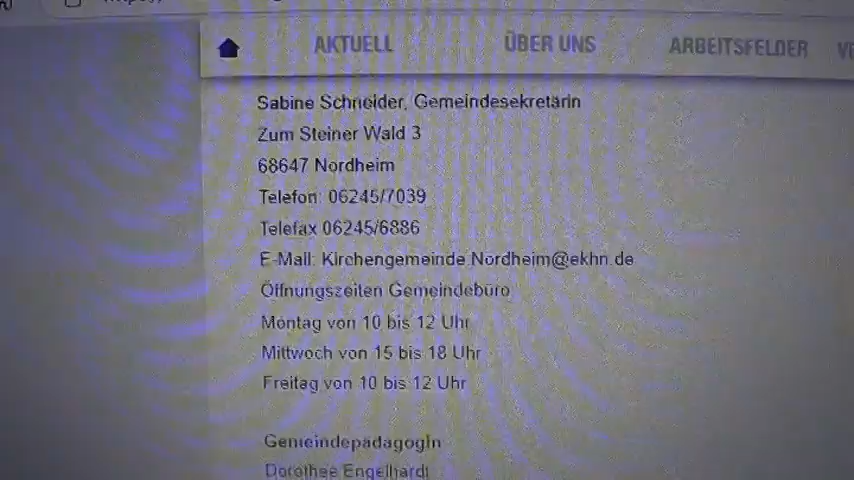 AKTUELL ÜBER UNS ARBEITSFELDER
Sabine Schneider, Gemeindesekretärin
Zum Steiner Wald 3
68647 Nordheim
Telefon: 06245/7039
Telefax 06245/6886
E-Mail: Kirchengemeinde.Nordheim@ekhn.de
Öffnungszeiten Gemeindebüro
Montag von 10 bis 12 Uhr
Mittwoch von 15 bis 18 Uhr
Freitag von 10 bis 12 Uhr
Gemeindepädagogin
Dorothee Engelhardt